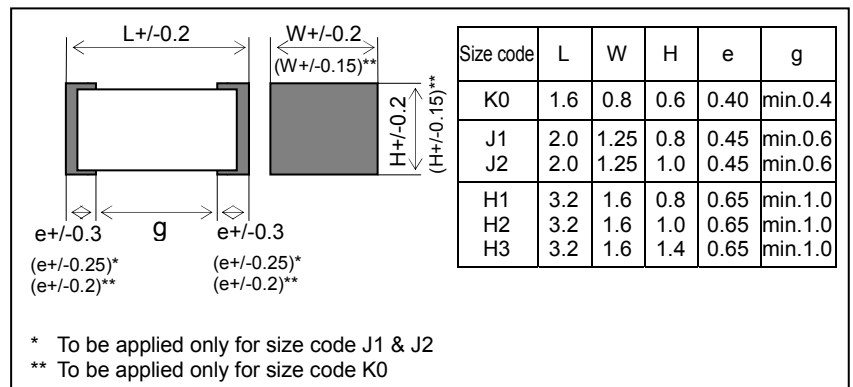 L+/-0.2
W+/-0.2
(W+/-0.15)**
H+/-0.2
(H+/-0.15)**
e+/-0.3
g
e+/-0.3
(e+/-0.25)*
(e+/-0.25)*
(e+/-0.2)**
(e+/-0.2)**
Size code L W H e g
K0 1.6 0.8 0.6 0.40 min.0.4
J1 2.0 1.25 0.8 0.45 min.0.6
J2 2.0 1.25 1.0 0.45 min.0.6
H1 3.2 1.6 0.8 0.65 min.1.0
H2 3.2 1.6 1.0 0.65 min.1.0
H3 3.2 1.6 1.4 0.65 min.1.0
* To be applied only for size code J1 & J2
** To be applied only for size code K0